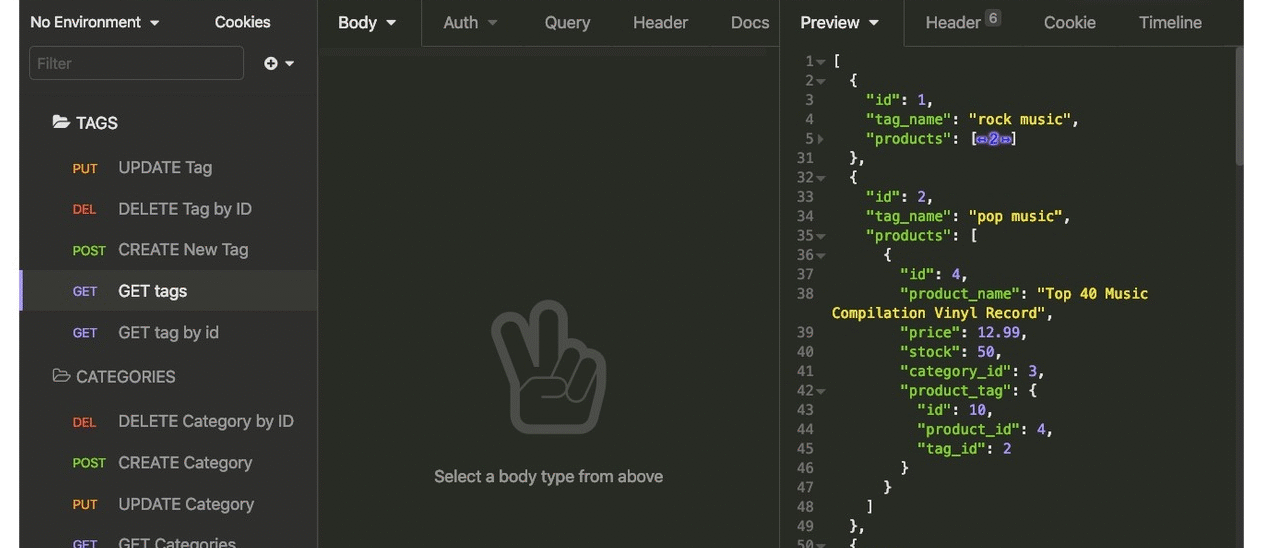 No Environment
Cookies
Filter
TAGS
PUT UPDATE Tag
DEL DELETE Tag by ID
POST CREATE New Tag
GET GET tags
GET GET tag by id
CATEGORIES
DEL DELETE Category by ID
POST CREATE Category
PUT UPDATE Category
GET GET Categories
Body
Auth
Query
Header
Docs
Select a body type from above
Preview
Header 6
Cookie
Timeline
1 [
2 {
3 "id": 1,
4 "tag_name": "rock music",
5 "products": [↔2↔]
31 },
32 {
33 "id": 2,
34 "tag_name": "pop music",
35 "products": [
36 {
37 "id": 4,
38 "product_name": "Top 40 Music
Compilation Vinyl Record",
39 "price": 12.99,
40 "stock": 50,
41 "category_id": 3,
42 "product_tag": {
43 "id": 10,
44 "product_id": 4,
45 "tag_id": 2
46 }
47 }
48 ]
49 },
50 {